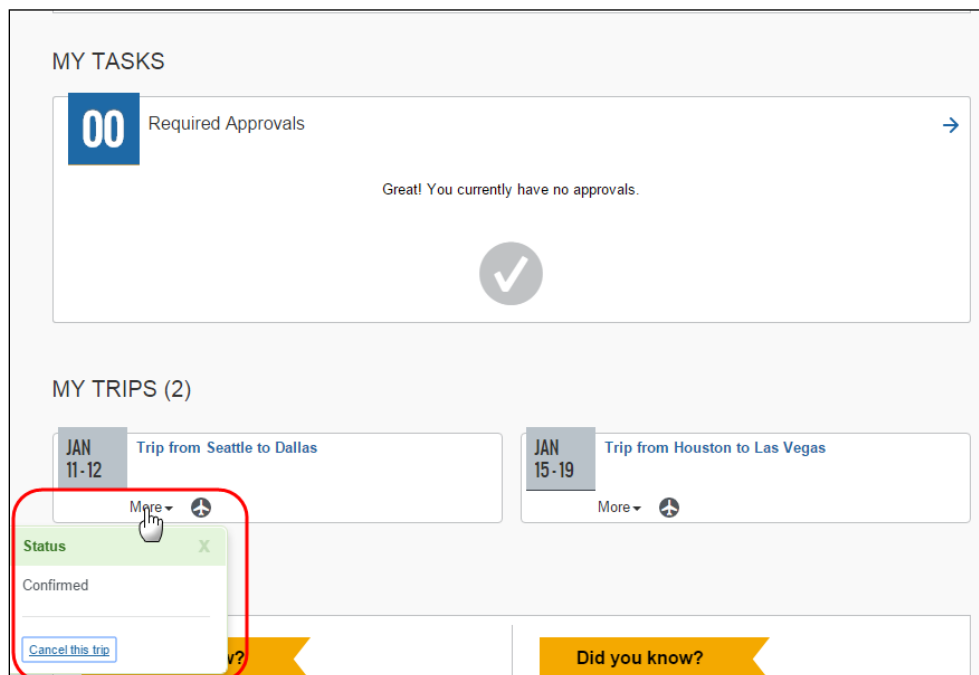 MY TASKS
00
Required Approvals
Great! You currently have no approvals.
MY TRIPS (2)
JAN
11 - 12
Trip from Seattle to Dallas
More
JAN
15 - 19
Trip from Houston to Las Vegas
More
Status
X
Confirmed
Cancel this trip
Did you know?